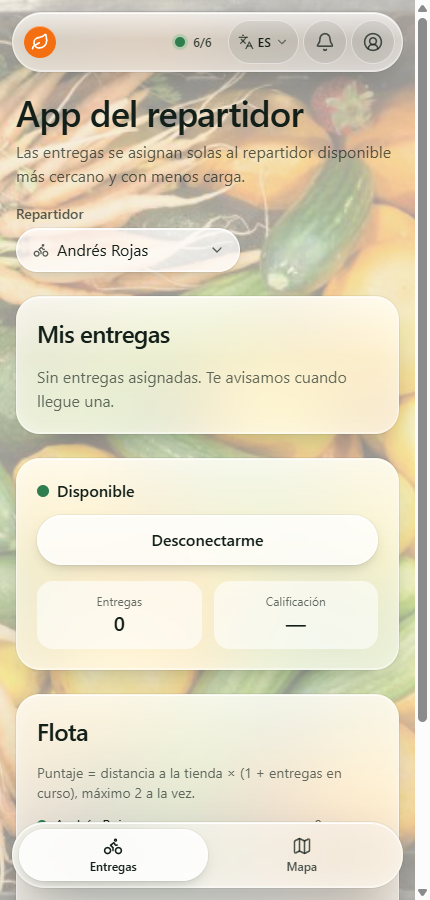 6/6
ES
App del repartidor
Las entregas se asignan solas al repartidor disponible
más cercano y con menos carga.
Repartidor
Andrés Rojas
Mis entregas
Sin entregas asignadas. Te avisamos cuando
llegue una.
Disponible
Desconectarme
Entregas
Calificación
0
—
Flota
Puntaje = distancia a la tienda × (1 + entregas en
curso), máximo 2 a la vez.
Entregas
Mapa